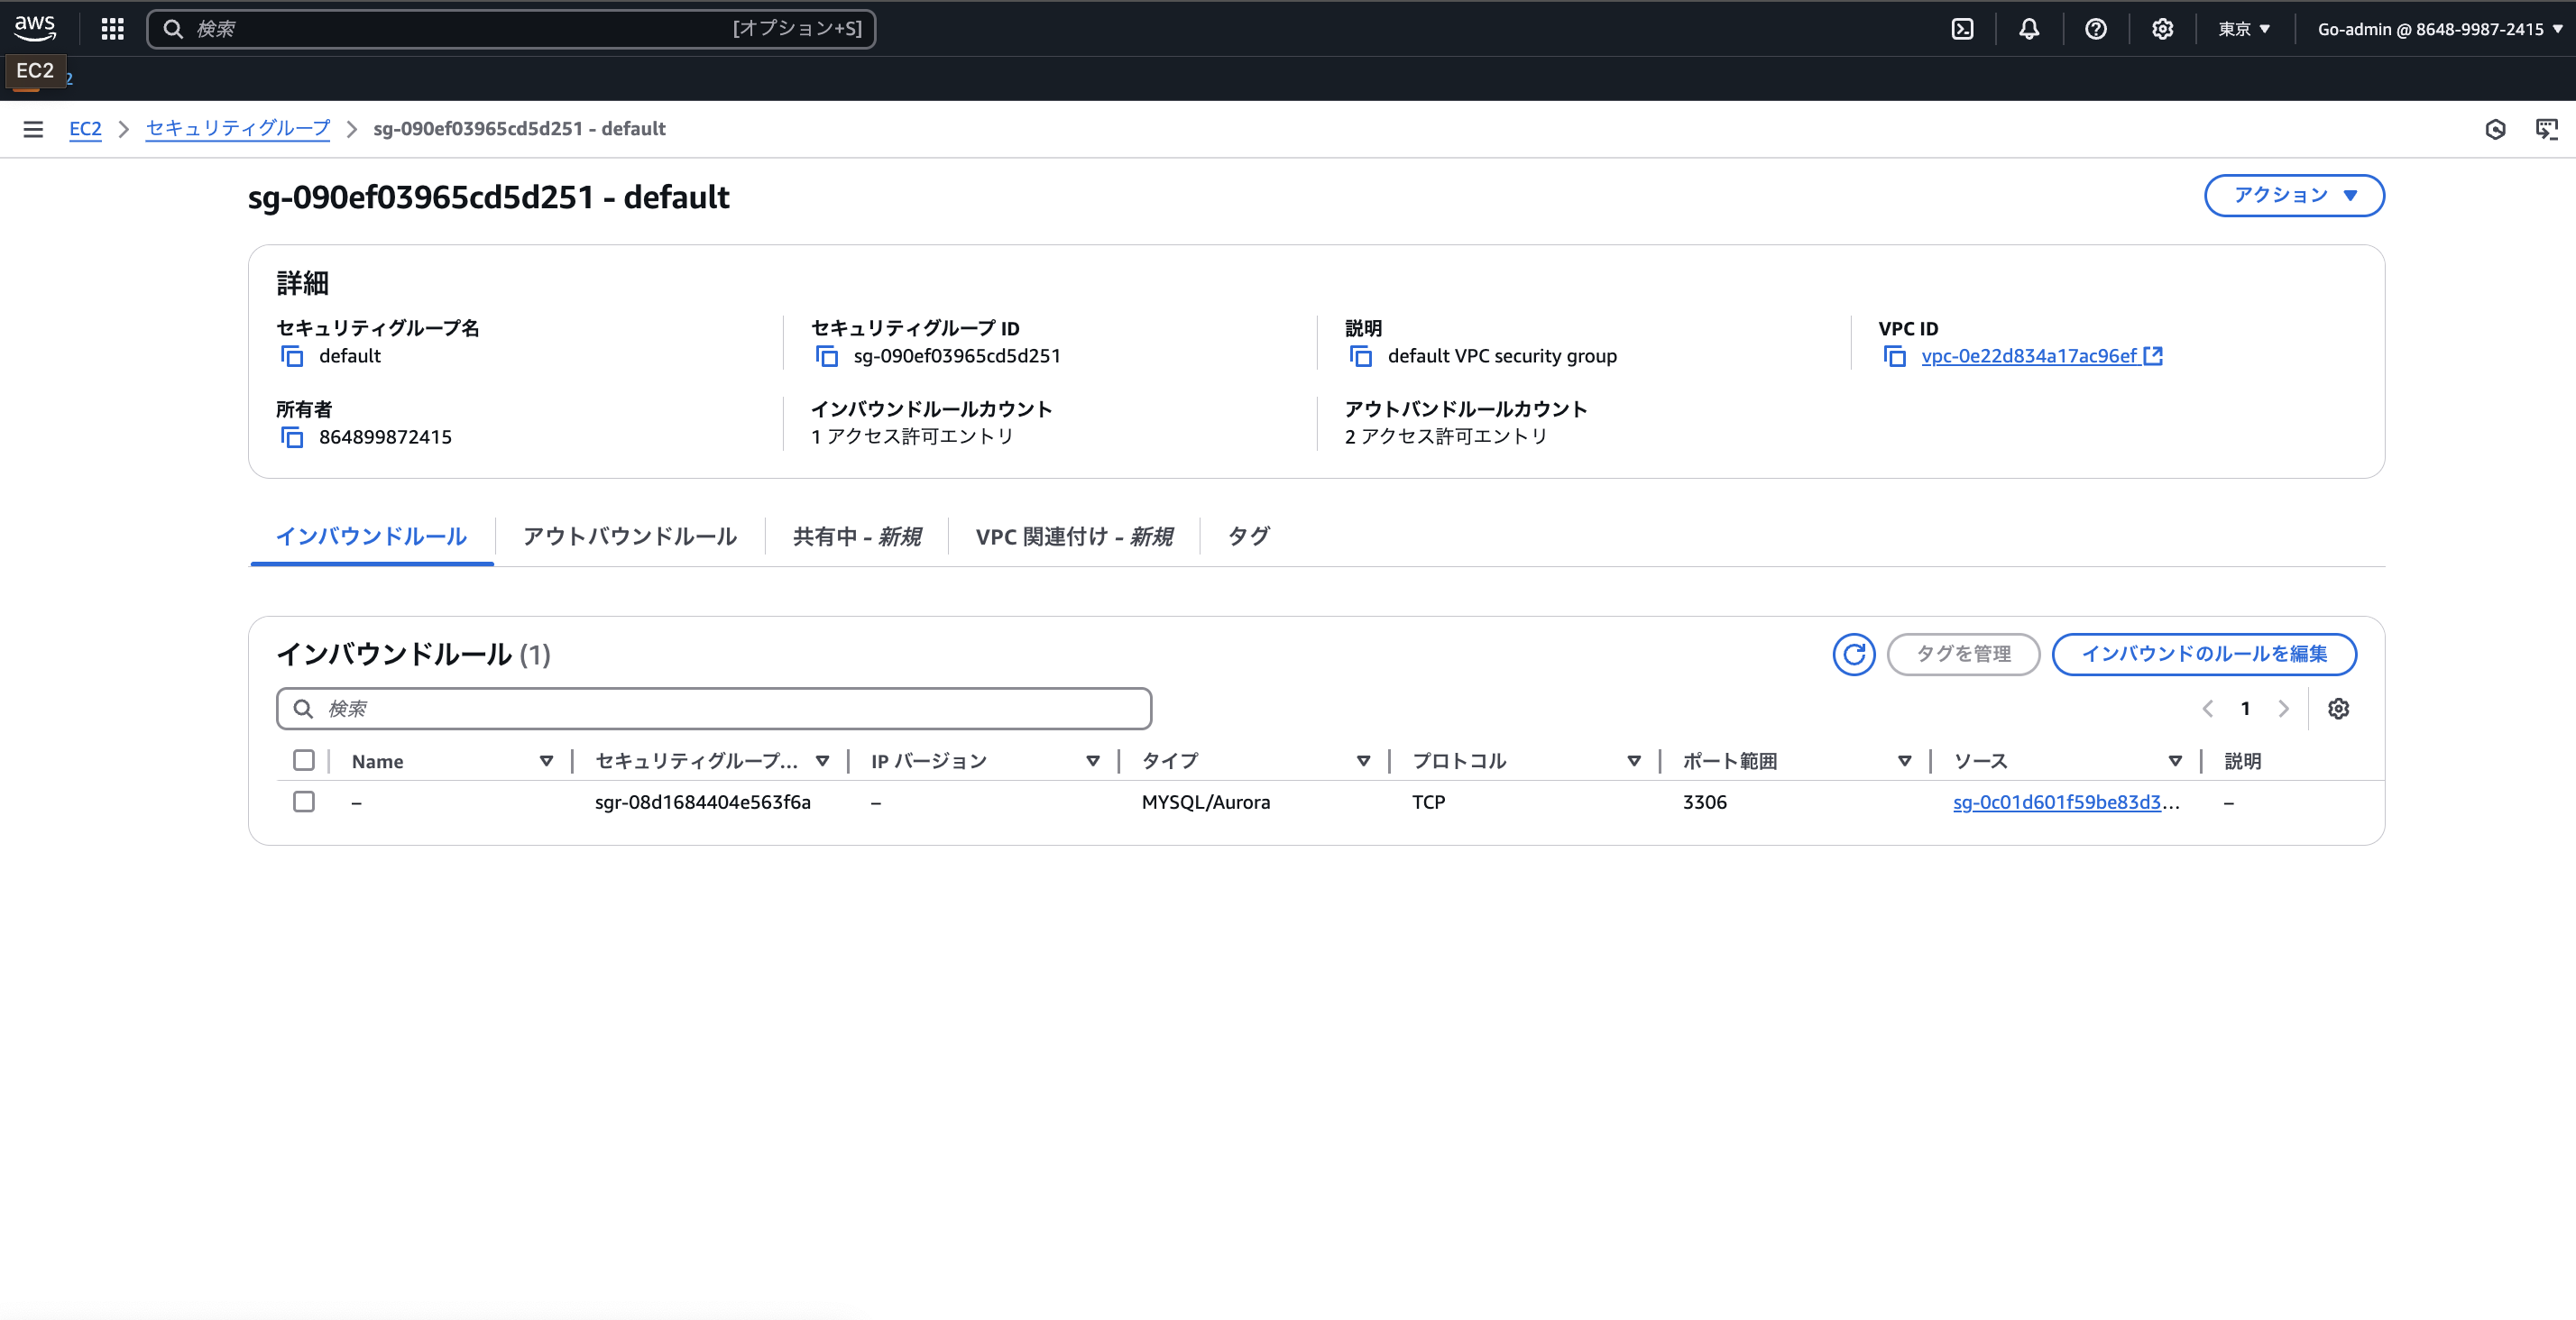 aws 検索 [オプション+S] 東京 Go-admin @ 8648-9987-2415
EC2 2
EC2 セキュリティグループ sg-090ef03965cd5d251 - default
sg-090ef03965cd5d251 - default アクション
詳細
セキュリティグループ名 セキュリティグループ ID 説明 VPC ID
default sg-090ef03965cd5d251 default VPC security group vpc-0e22d834a17ac96ef
所有者 インバウンドルールカウント アウトバンドルールカウント
864899872415 1 アクセス許可エントリ 2 アクセス許可エントリ
インバウンドルール アウトバウンドルール 共有中 - 新規 VPC 関連付け - 新規 タグ
インバウンドルール (1) タグを管理 インバウンドのルールを編集
検索 1
Name セキュリティグループ... IP バージョン タイプ プロトコル ポート範囲 ソース 説明
– sgr-08d1684404e563f6a – MYSQL/Aurora TCP 3306 sg-0c01d601f59be83d3... –